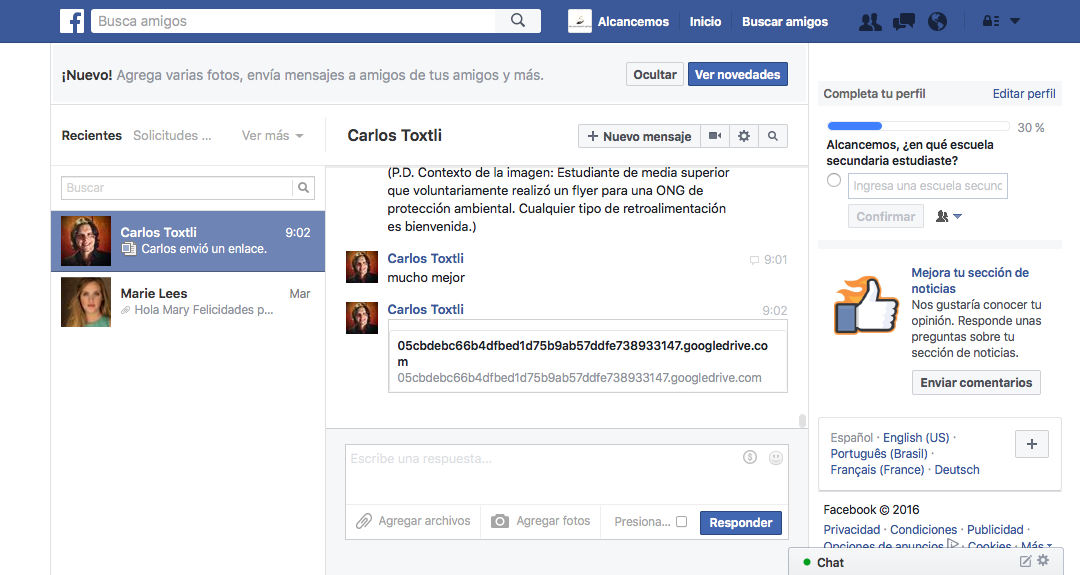 f
Busca amigos
Alcancemos
Inicio
Buscar amigos
¡Nuevo! Agrega varias fotos, envía mensajes a amigos de tus amigos y más.
Ocultar
Ver novedades
Recientes
Solicitudes ...
Ver más
Carlos Toxtli
Nuevo mensaje
Buscar
Carlos Toxtli
9:02
Carlos envió un enlace.
Marie Lees
Mar
Hola Mary Felicidades p...
(P.D. Contexto de la imagen: Estudiante de media superior
que voluntariamente realizó un flyer para una ONG de
protección ambiental. Cualquier tipo de retroalimentación
es bienvenida.)
Carlos Toxtli
9:01
mucho mejor
Carlos Toxtli
9:02
05cbdebc66b4dfbed1d75b9ab57ddfe738933147.googledrive.co
m
05cbdebc66b4dfbed1d75b9ab57ddfe738933147.googledrive.com
Escribe una respuesta...
$
Agregar archivos
Agregar fotos
Presiona...
Responder
Completa tu perfil
Editar perfil
30 %
Alcancemos, ¿en qué escuela
secundaria estudiaste?
Ingresa una escuela secunc
Confirmar
Mejora tu sección de
noticias
Nos gustaría conocer tu
opinión. Responde unas
preguntas sobre tu
sección de noticias.
Enviar comentarios
Español · English (US) ·
Português (Brasil) ·
Français (France) · Deutsch
+
Facebook © 2016
Privacidad · Condiciones · Publicidad ·
Opciones de anuncios · Cookies · Más
Chat